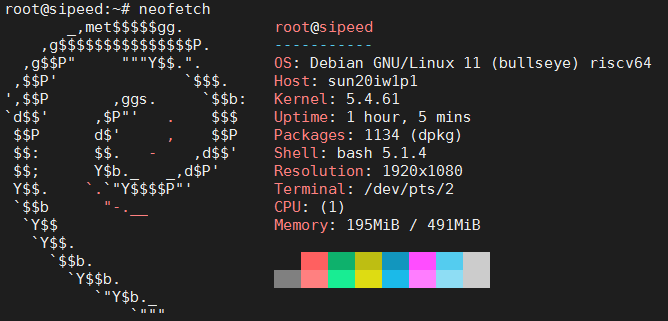 root@sipeed:~# neofetch
       _,met$$$$$gg.          root@sipeed
    ,g$$$$$$$$$$$$$$$P.       -----------
  ,g$$P"     """Y$$.".        OS: Debian GNU/Linux 11 (bullseye) riscv64
 ,$$P'              `$$$.     Host: sun20iw1p1
',$$P       ,ggs.     `$$b:   Kernel: 5.4.61
`d$$'     ,$P"'   .    $$$    Uptime: 1 hour, 5 mins
 $$P      d$'     ,    $$P    Packages: 1134 (dpkg)
 $$:      $$.   -    ,d$$'    Shell: bash 5.1.4
 $$;      Y$b._   _,d$P'      Resolution: 1920x1080
 Y$$.    `.`"Y$$$$P"'         Terminal: /dev/pts/2
 `$$b      "-.__              CPU: (1)
  `Y$$                        Memory: 195MiB / 491MiB
   `Y$$.
     `$$b.
       `Y$$b.
          `"Y$b._
              `"""